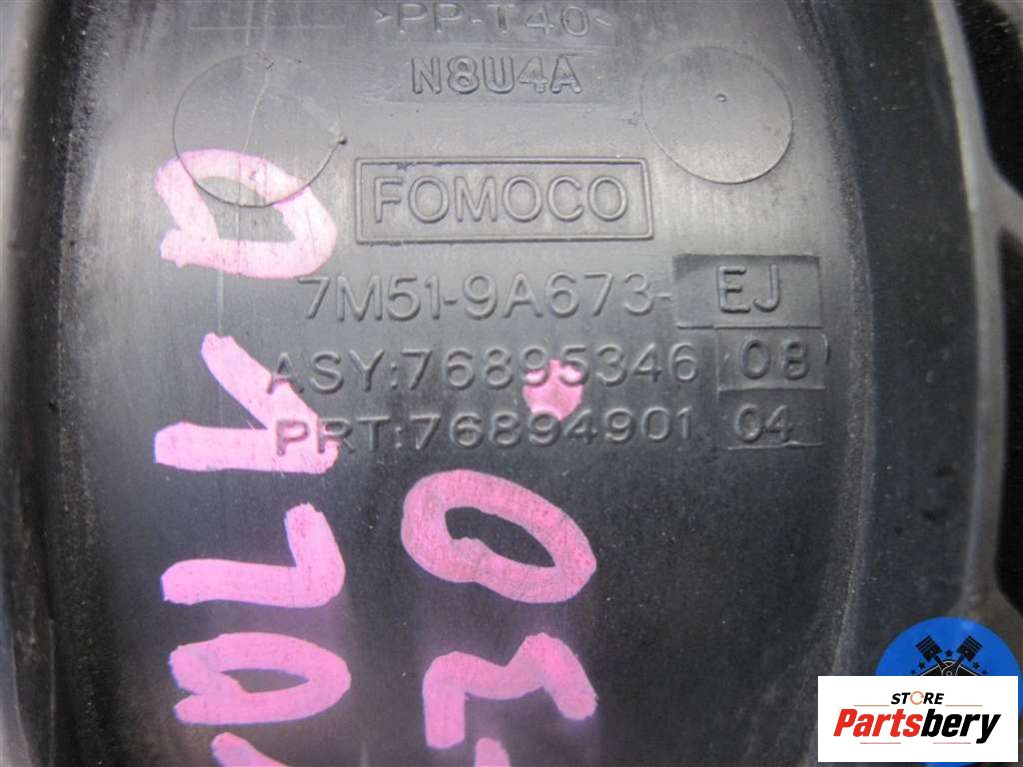 >PP-T40<
N8U4A
FOMOCO
7M51-9A673-EJ
ASY:76895346 08
PRT:76894901 04
STORE
Partsbery